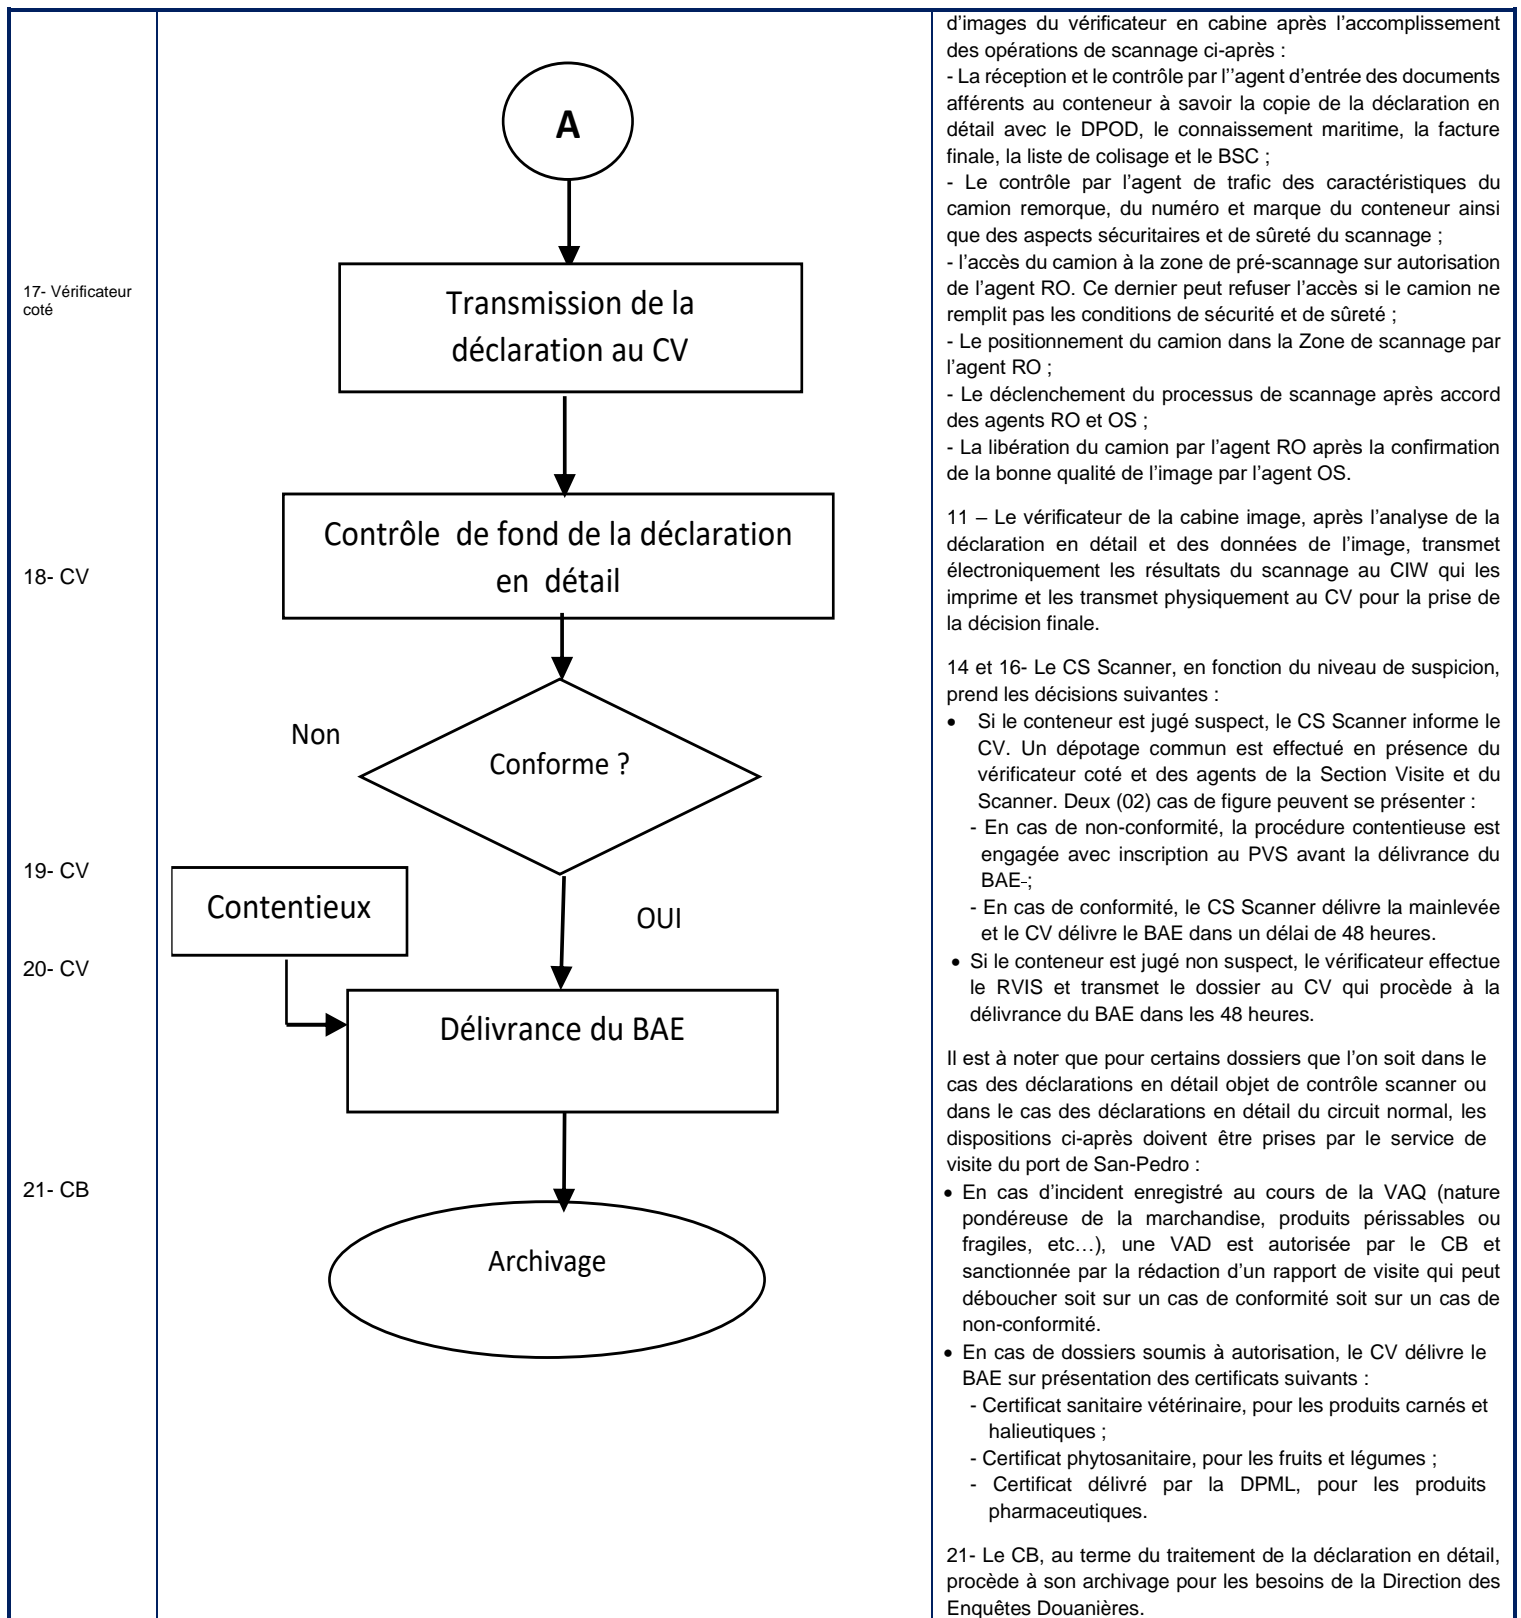 17- Vérificateur
coté
18- CV
19- CV
20- CV
21- CB
A
Transmission de la
déclaration au CV
Contrôle de fond de la déclaration
en détail
Non
Conforme ?
Contentieux
OUI
Délivrance du BAE
Archivage
d'images du vérificateur en cabine après l'accomplissement
des opérations de scannage ci-après :
- La réception et le contrôle par l''agent d'entrée des documents
afférents au conteneur à savoir la copie de la déclaration en
détail avec le DPOD, le connaissement maritime, la facture
finale, la liste de colisage et le BSC ;
- Le contrôle par l'agent de trafic des caractéristiques du
camion remorque, du numéro et marque du conteneur ainsi
que des aspects sécuritaires et de sûreté du scannage ;
- l'accès du camion à la zone de pré-scannage sur autorisation
de l'agent RO. Ce dernier peut refuser l'accès si le camion ne
remplit pas les conditions de sécurité et de sûreté ;
- Le positionnement du camion dans la Zone de scannage par
l'agent RO ;
- Le déclenchement du processus de scannage après accord
des agents RO et OS ;
- La libération du camion par l'agent RO après la confirmation
de la bonne qualité de l'image par l'agent OS.
11 – Le vérificateur de la cabine image, après l'analyse de la
déclaration en détail et des données de l'image, transmet
électroniquement les résultats du scannage au CIW qui les
imprime et les transmet physiquement au CV pour la prise de
la décision finale.
14 et 16- Le CS Scanner, en fonction du niveau de suspicion,
prend les décisions suivantes :
• Si le conteneur est jugé suspect, le CS Scanner informe le
CV. Un dépotage commun est effectué en présence du
vérificateur coté et des agents de la Section Visite et du
Scanner. Deux (02) cas de figure peuvent se présenter :
- En cas de non-conformité, la procédure contentieuse est
engagée avec inscription au PVS avant la délivrance du
BAE-;
- En cas de conformité, le CS Scanner délivre la mainlevée
et le CV délivre le BAE dans un délai de 48 heures.
• Si le conteneur est jugé non suspect, le vérificateur effectue
le RVIS et transmet le dossier au CV qui procède à la
délivrance du BAE dans les 48 heures.
Il est à noter que pour certains dossiers que l'on soit dans le
cas des déclarations en détail objet de contrôle scanner ou
dans le cas des déclarations en détail du circuit normal, les
dispositions ci-après doivent être prises par le service de
visite du port de San-Pedro :
• En cas d'incident enregistré au cours de la VAQ (nature
pondéreuse de la marchandise, produits périssables ou
fragiles, etc…), une VAD est autorisée par le CB et
sanctionnée par la rédaction d'un rapport de visite qui peut
déboucher soit sur un cas de conformité soit sur un cas de
non-conformité.
• En cas de dossiers soumis à autorisation, le CV délivre le
BAE sur présentation des certificats suivants :
- Certificat sanitaire vétérinaire, pour les produits carnés et
halieutiques ;
- Certificat phytosanitaire, pour les fruits et légumes ;
- Certificat délivré par la DPML, pour les produits
pharmaceutiques.
21- Le CB, au terme du traitement de la déclaration en détail,
procède à son archivage pour les besoins de la Direction des
Enquêtes Douanières.